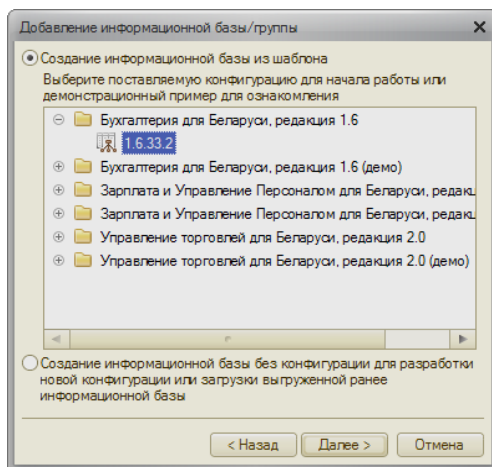 Добавление информационной базы/группы
Создание информационной базы из шаблона
Выберите поставляемую конфигурацию для начала работы или
демонстрационный пример для ознакомления
Бухгалтерия для Беларуси, редакция 1.6
1.6.33.2
Бухгалтерия для Беларуси, редакция 1.6 (демо)
Зарплата и Управление Персоналом для Беларуси, редакц
Зарплата и Управление Персоналом для Беларуси, редакц
Управление торговлей для Беларуси, редакция 2.0
Управление торговлей для Беларуси, редакция 2.0 (демо)
Создание информационной базы без конфигурации для разработки
новой конфигурации или загрузки выгруженной ранее
информационной базы
< Назад Далее > Отмена